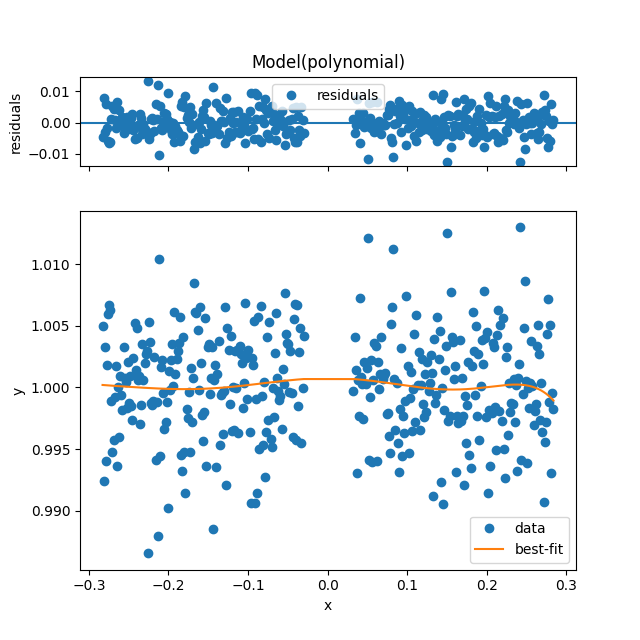 Model(polynomial)
residuals
0.01
0.00
−0.01
residuals
1.010
1.005
1.000
0.995
0.990
y
data
best-fit
−0.3 −0.2 −0.1 0.0 0.1 0.2 0.3
x